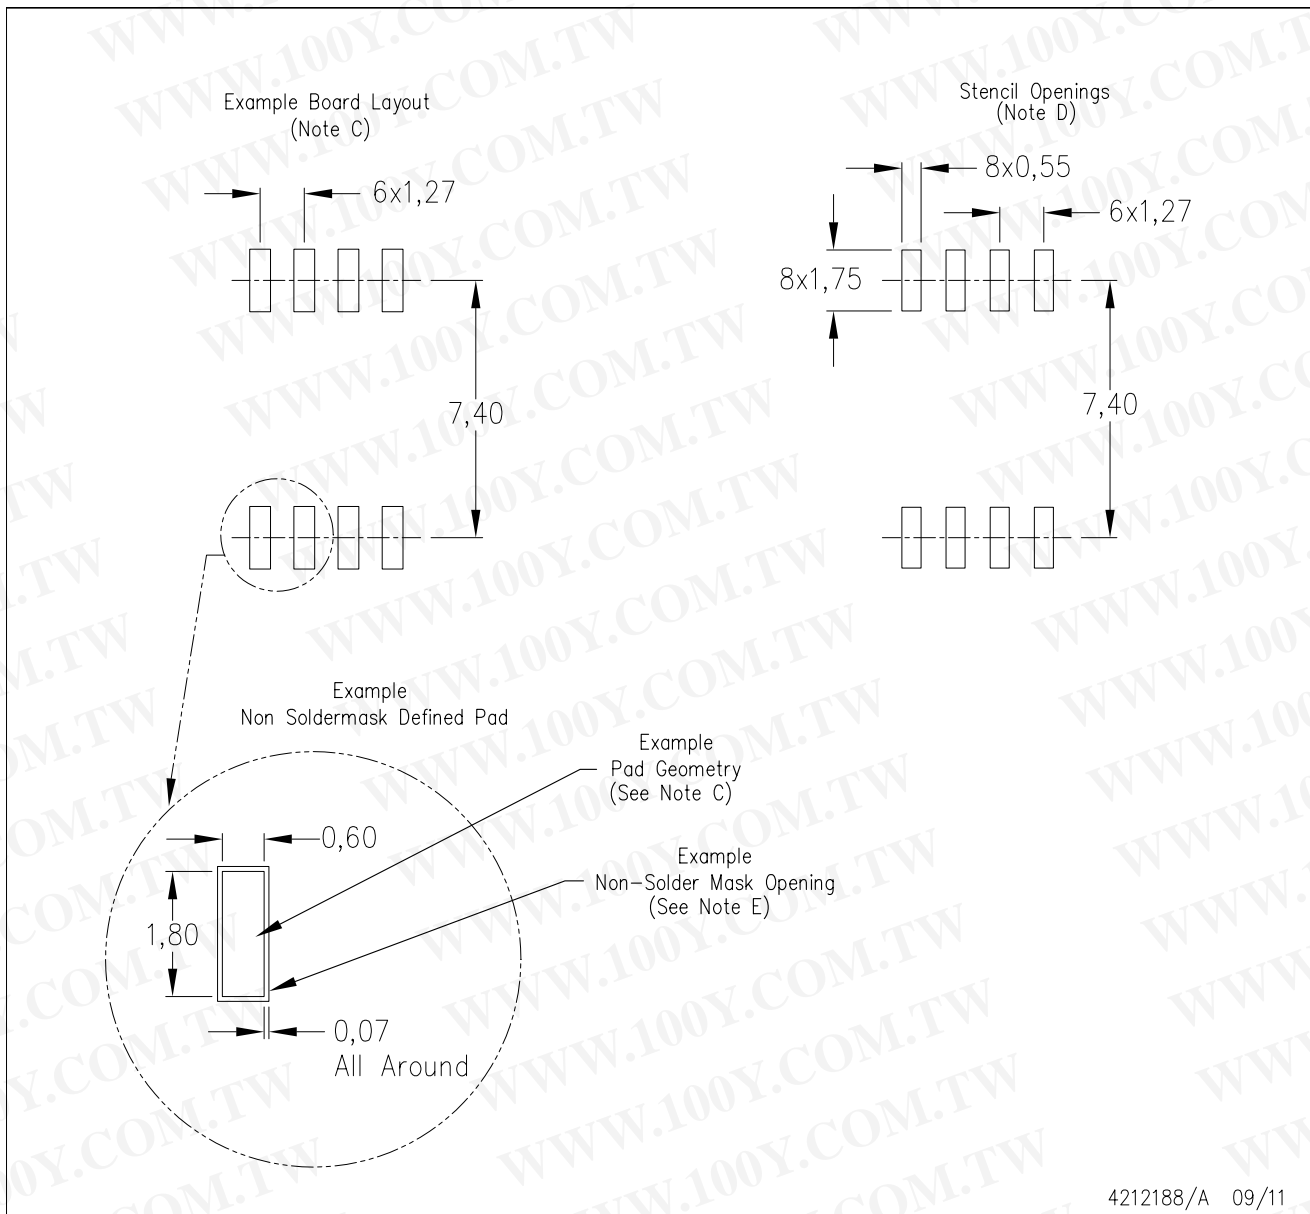 Example Board Layout
(Note C)
6x1,27
7,40
Stencil Openings
(Note D)
8x0,55
6x1,27
8x1,75
7,40
Example
Non Soldermask Defined Pad
Example
Pad Geometry
(See Note C)
0,60
Example
Non-Solder Mask Opening
(See Note E)
1,80
0,07
All Around
4212188/A 09/11
WWW.100Y.COM.TW